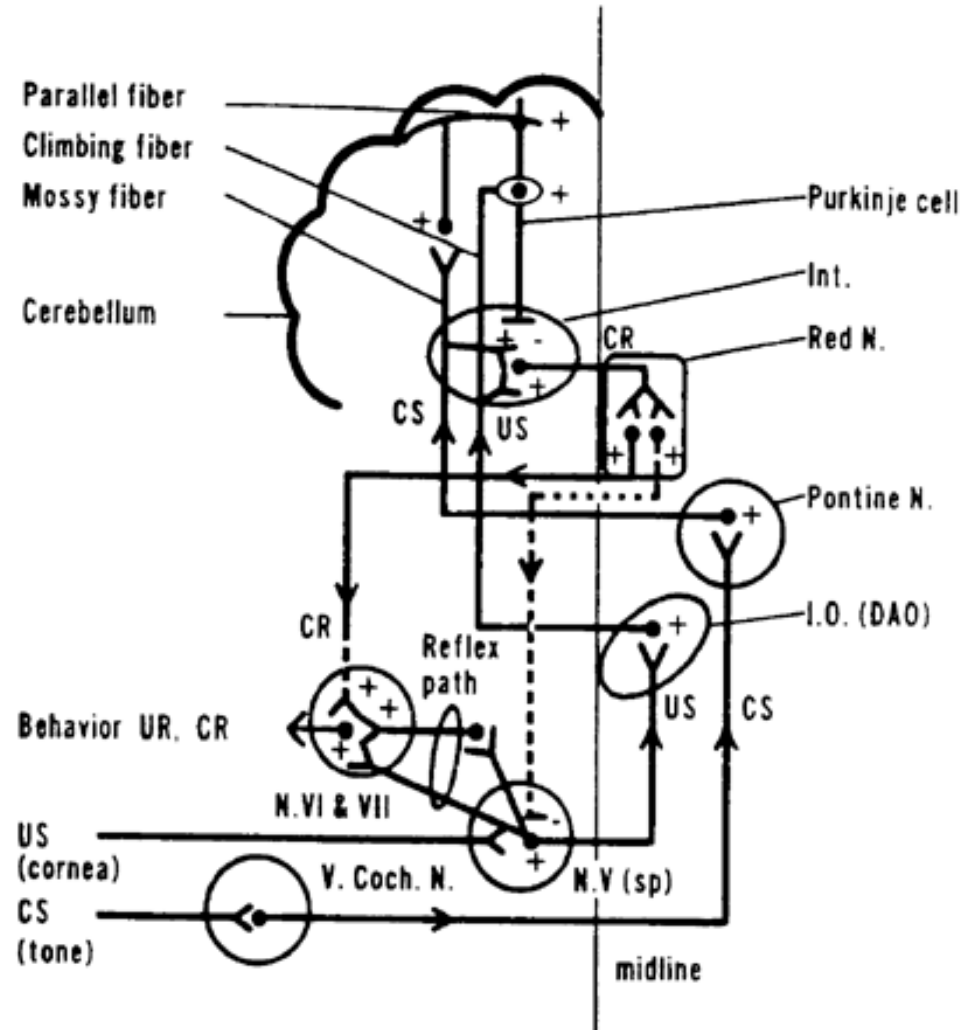 Parallel fiber
Climbing fiber
Mossy fiber
Cerebellum
+
+
+
Purkinje cell
Int.
Red N.
+ -
+
CR
CS
US
+ +
Pontine N.
+
I.O. (DAO)
+
CR
Reflex
path
US
CS
+
+
+
Behavior UR, CR
N.VI & VII
-
+
US
(cornea)
V. Coch. N.
N.V (sp)
CS
(tone)
midline